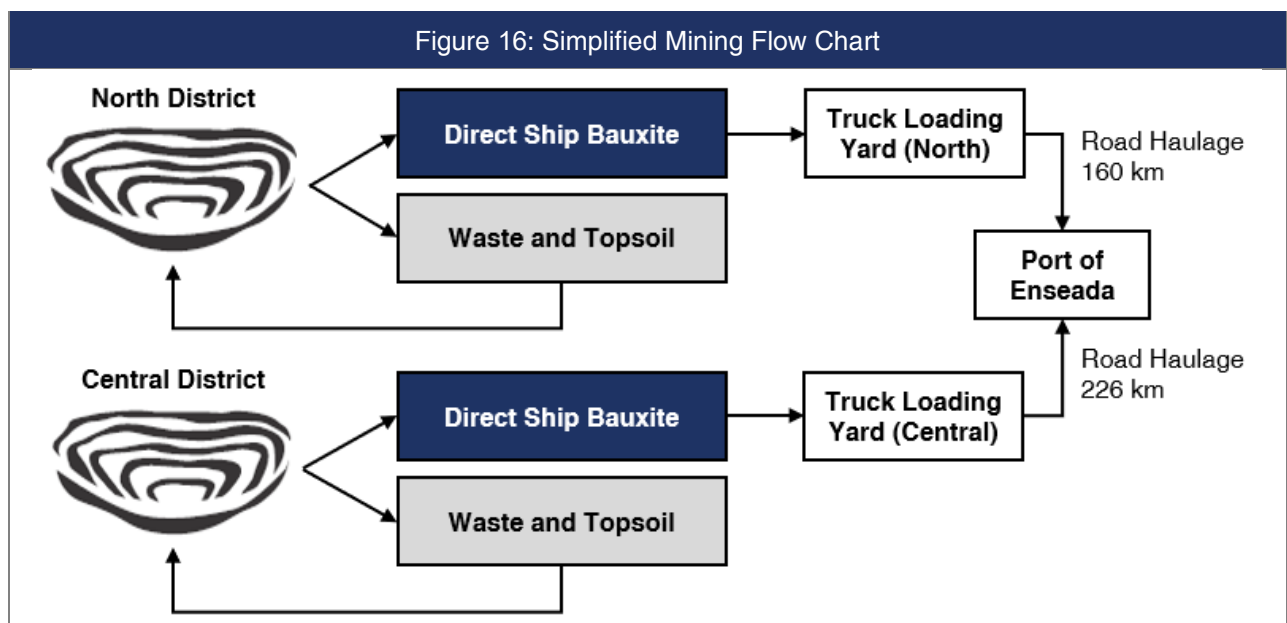 Figure 16: Simplified Mining Flow Chart
North District
Direct Ship Bauxite
Truck Loading
Yard (North)
Road Haulage
160 km
Waste and Topsoil
Port of
Enseada
Central District
Direct Ship Bauxite
Truck Loading
Yard (Central)
Road Haulage
226 km
Waste and Topsoil